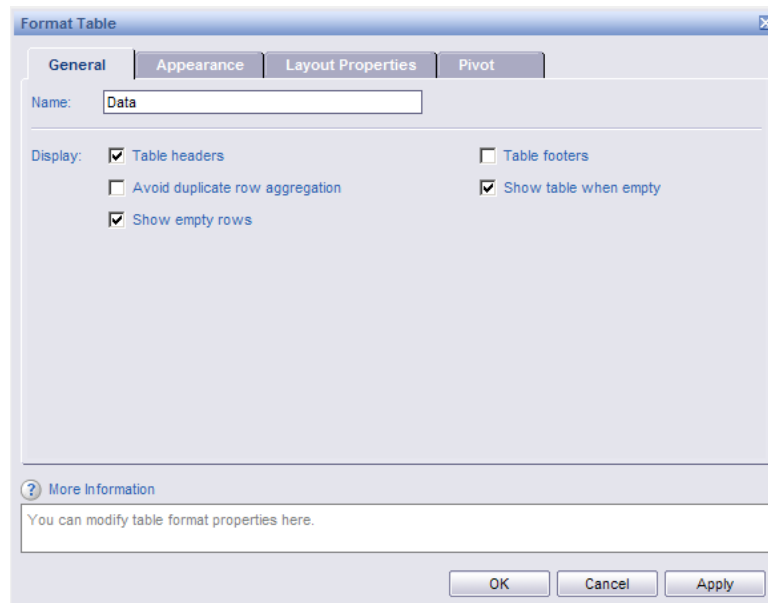 Format Table
General Appearance Layout Properties Pivot
Name: Data
Display: Table headers Table footers
Avoid duplicate row aggregation Show table when empty
Show empty rows
? More Information
You can modify table format properties here.
OK Cancel Apply